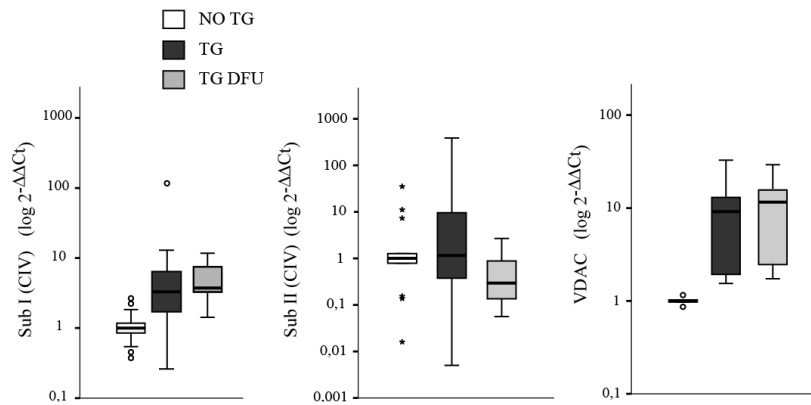 NO TG
TG
TG DFU
Sub I (CIV) (log 2-ΔΔCt)
1000
100
10
1
0,1
Sub II (CIV) (log 2-ΔΔCt)
1000
100
10
1
0,1
0,01
0,001
VDAC (log 2-ΔΔCt)
100
10
1
0,1